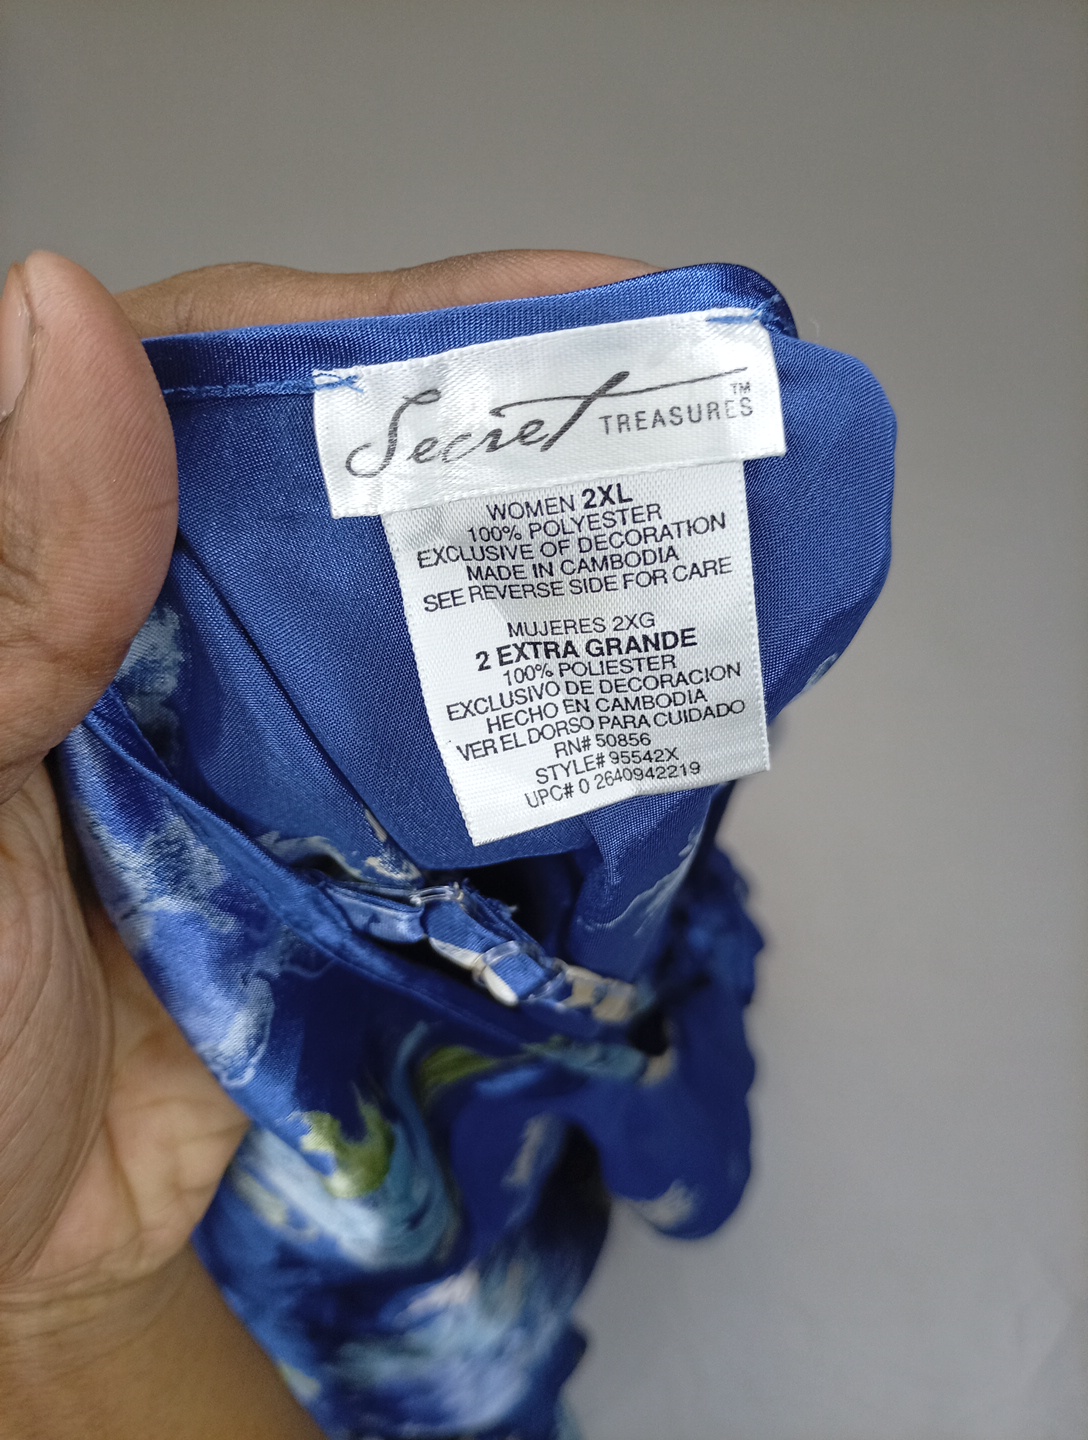 Secret TREASURES™
WOMEN 2XL
100% POLYESTER
EXCLUSIVE OF DECORATION
MADE IN CAMBODIA
SEE REVERSE SIDE FOR CARE
MUJERES 2XG
2 EXTRA GRANDE
100% POLIESTER
EXCLUSIVO DE DECORACION
HECHO EN CAMBODIA
VER EL DORSO PARA CUIDADO
RN# 50856
STYLE# 95542X
UPC# 0 2640942219